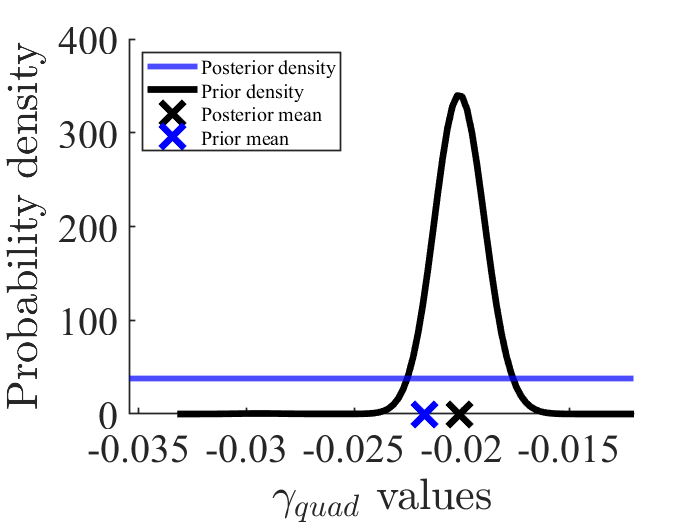 400
300
200
100
0
Probability density
Posterior density
Prior density
Posterior mean
Prior mean
-0.035 -0.03 -0.025 -0.02 -0.015
γquad values